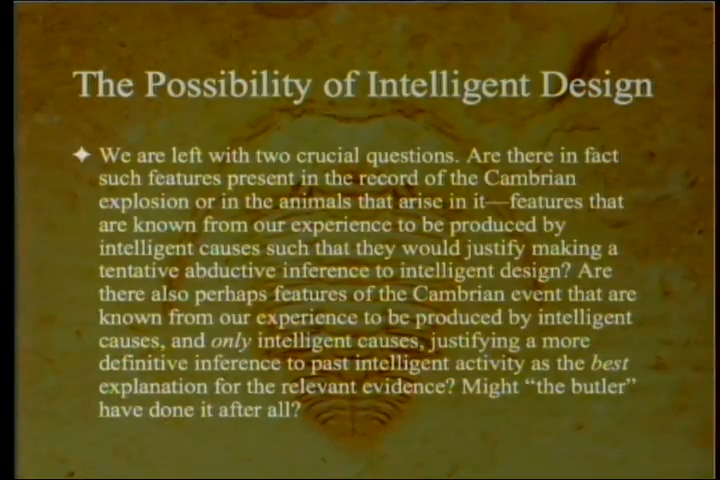 The Possibility of Intelligent Design
We are left with two crucial questions. Are there in fact
such features present in the record of the Cambrian
explosion or in the animals that arise in it—features that
are known from our experience to be produced by
intelligent causes such that they would justify making a
tentative abductive inference to intelligent design? Are
there also perhaps features of the Cambrian event that are
known from our experience to be produced by intelligent
causes, and only intelligent causes, justifying a more
definitive inference to past intelligent activity as the best
explanation for the relevant evidence? Might “the butler”
have done it after all?